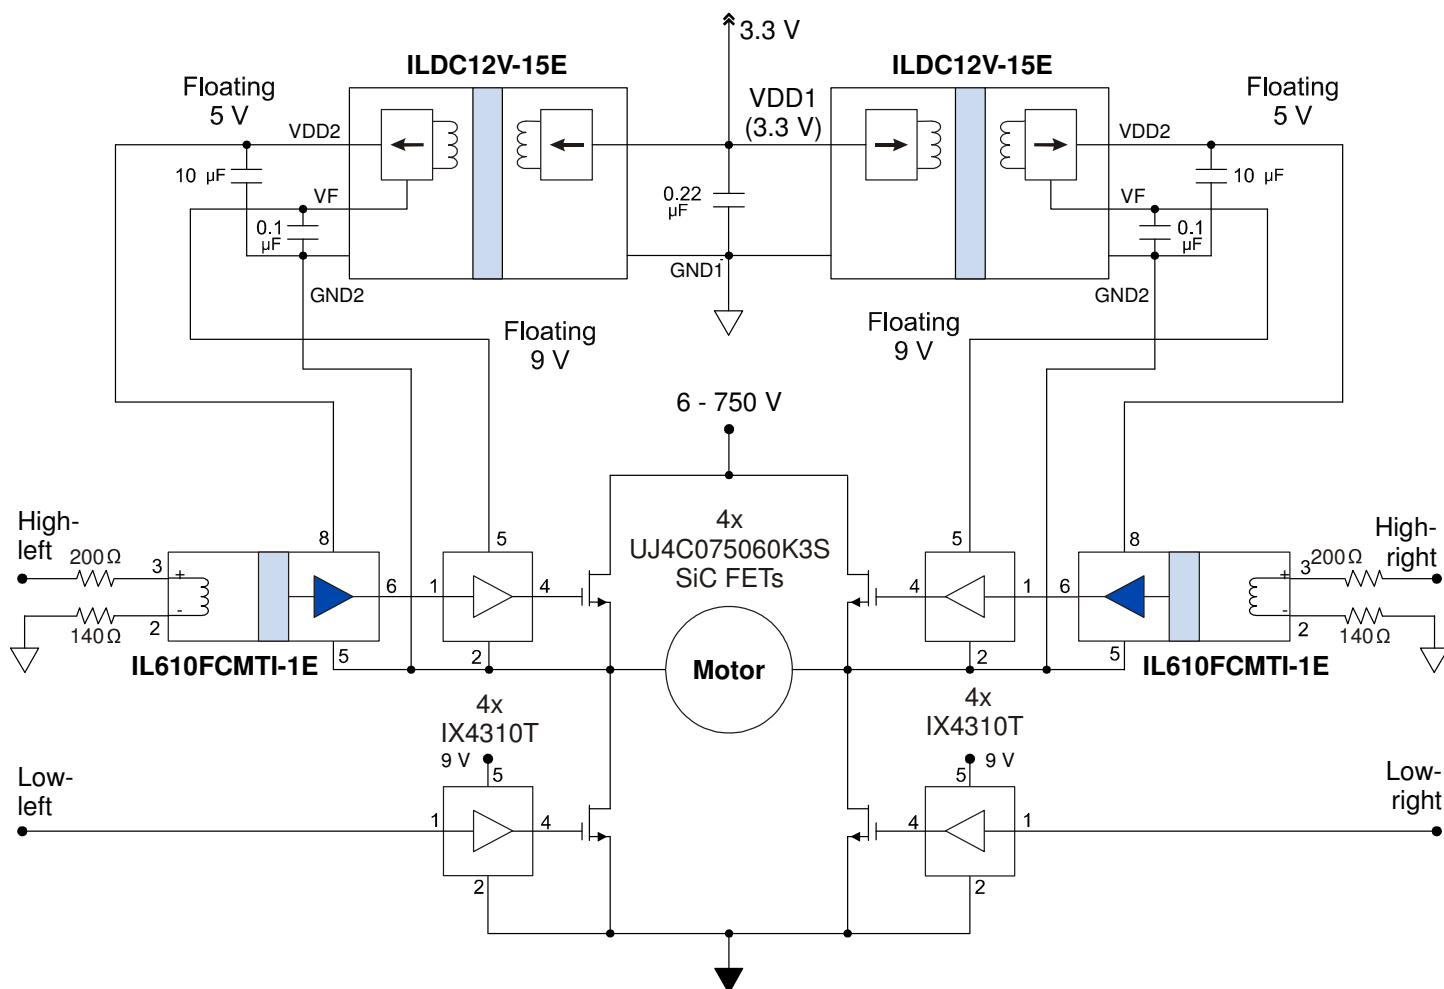 3.3 V
ILDC12V-15E
ILDC12V-15E
Floating
5 V
VDD1
(3.3 V)
Floating
5 V
VDD2
VDD2
10 µF
VF
0.1
µF
0.22
µF
VF
0.1
µF
10 µF
GND2
GND1
GND2
Floating
9 V
Floating
9 V
6 - 750 V
4x
UJ4C075060K3S
SiC FETs
High-
left
200Ω
3
+
-
2
140Ω
8
6
5
IL610FCMTI-1E
5
1
4
2
5
4
1
2
8
6
5
IL610FCMTI-1E
3
+
-
2
200Ω
140Ω
High-
right
Motor
4x
IX4310T
9 V
5
4x
IX4310T
9 V
5
Low-
left
1
4
2
4
1
2
Low-
right